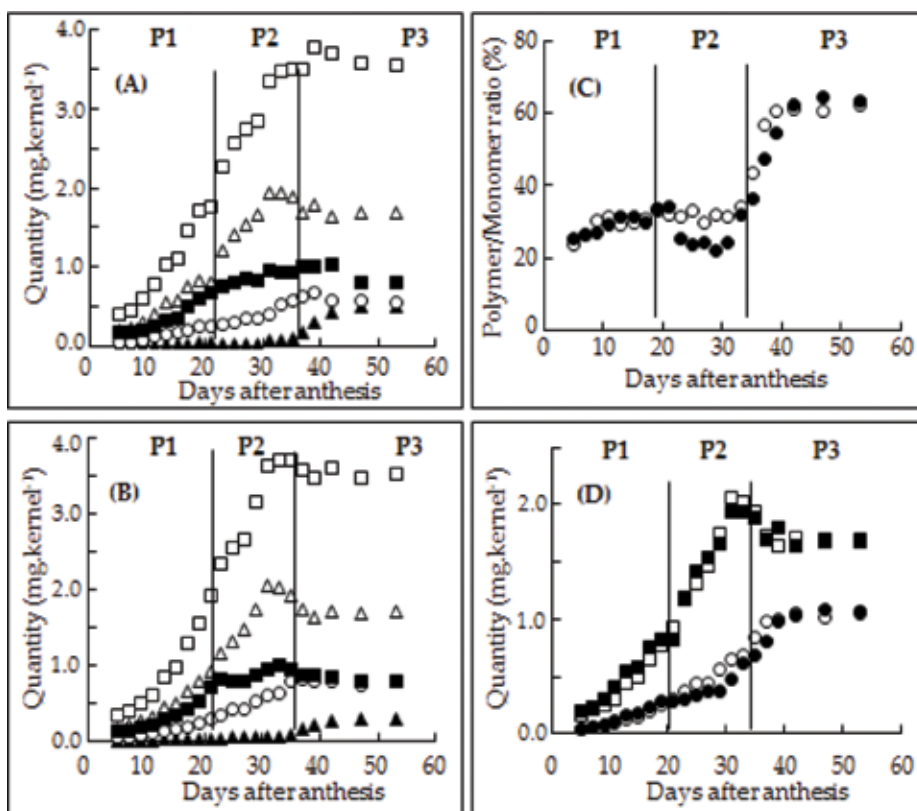 P1 P2 P3
(A)
Quantity (mg.kernel⁻¹)
4.0
3.0
2.0
1.0
0.0
0 10 20 30 40 50 60
Days after anthesis
P1 P2 P3
(C)
Polymer/Monomer ratio (%)
80
60
40
20
0
0 10 20 30 40 50 60
Days after anthesis
P1 P2 P3
(B)
Quantity (mg.kernel⁻¹)
4.0
3.0
2.0
1.0
0.0
0 10 20 30 40 50 60
Days after anthesis
P1 P2 P3
(D)
Quantity (mg.kernel⁻¹)
2.0
1.0
0.0
0 10 20 30 40 50 60
Days after anthesis